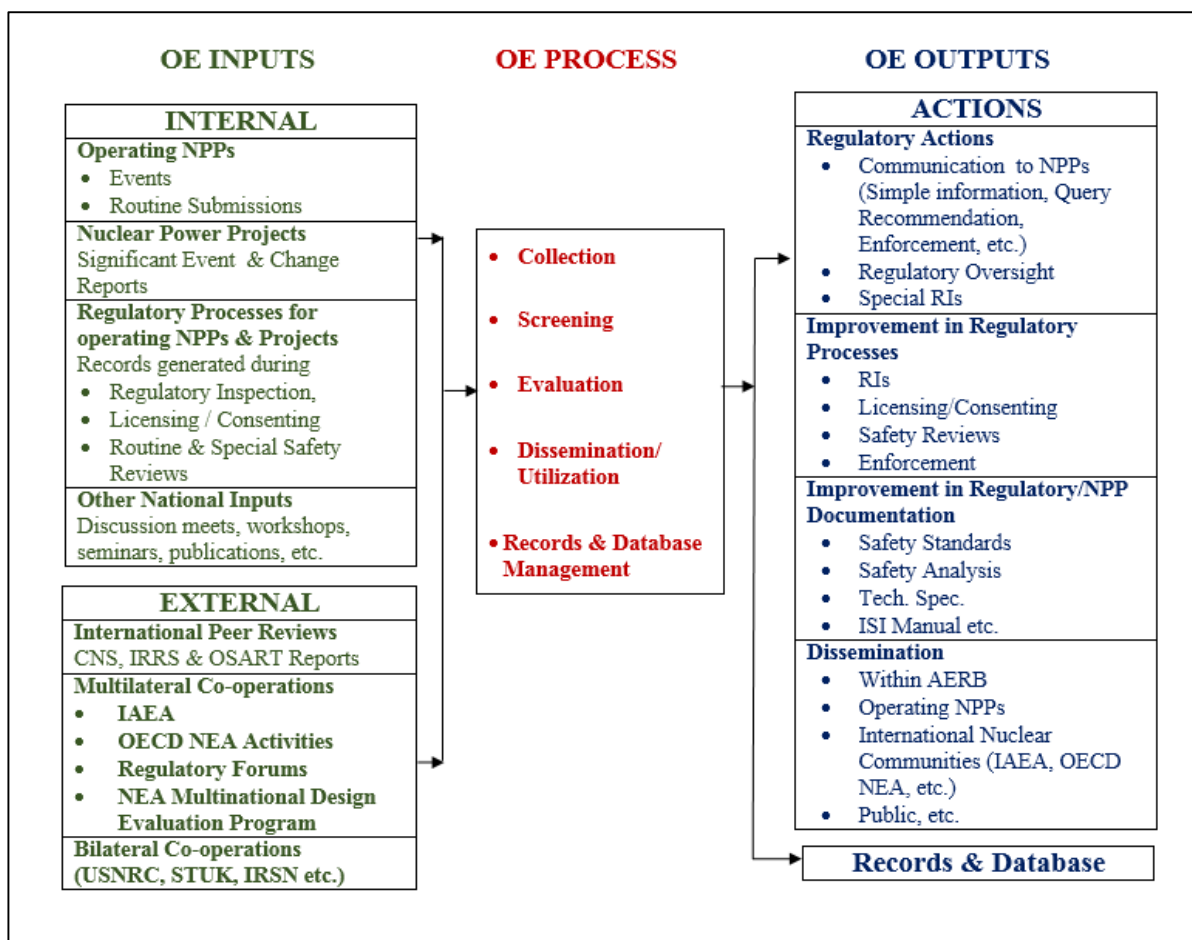 OE INPUTS
INTERNAL
Operating NPPs
• Events
• Routine Submissions
Nuclear Power Projects
Significant Event & Change
Reports
Regulatory Processes for
operating NPPs & Projects
Records generated during
• Regulatory Inspection,
• Licensing / Consenting
• Routine & Special Safety
Reviews
Other National Inputs
Discussion meets, workshops,
seminars, publications, etc.
EXTERNAL
International Peer Reviews
CNS, IRRS & OSART Reports
Multilateral Co-operations
• IAEA
• OECD NEA Activities
• Regulatory Forums
• NEA Multinational Design
Evaluation Program
Bilateral Co-operations
(USNRC, STUK, IRSN etc.)
OE PROCESS
• Collection
• Screening
• Evaluation
• Dissemination/
Utilization
• Records & Database
Management
OE OUTPUTS
ACTIONS
Regulatory Actions
• Communication to NPPs
(Simple information, Query
Recommendation,
Enforcement, etc.)
• Regulatory Oversight
• Special RIs
Improvement in Regulatory
Processes
• RIs
• Licensing/Consenting
• Safety Reviews
• Enforcement
Improvement in Regulatory/NPP
Documentation
• Safety Standards
• Safety Analysis
• Tech. Spec.
• ISI Manual etc.
Dissemination
• Within AERB
• Operating NPPs
• International Nuclear
Communities (IAEA, OECD
NEA, etc.)
• Public, etc.
Records & Database